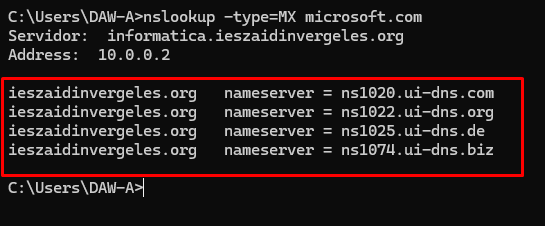 C:\Users\DAW-A>nslookup -type=MX microsoft.com
Servidor:  informatica.ieszaidinvergeles.org
Address:  10.0.0.2
ieszaidinvergeles.org   nameserver = ns1020.ui-dns.com
ieszaidinvergeles.org   nameserver = ns1022.ui-dns.org
ieszaidinvergeles.org   nameserver = ns1025.ui-dns.de
ieszaidinvergeles.org   nameserver = ns1074.ui-dns.biz
C:\Users\DAW-A>